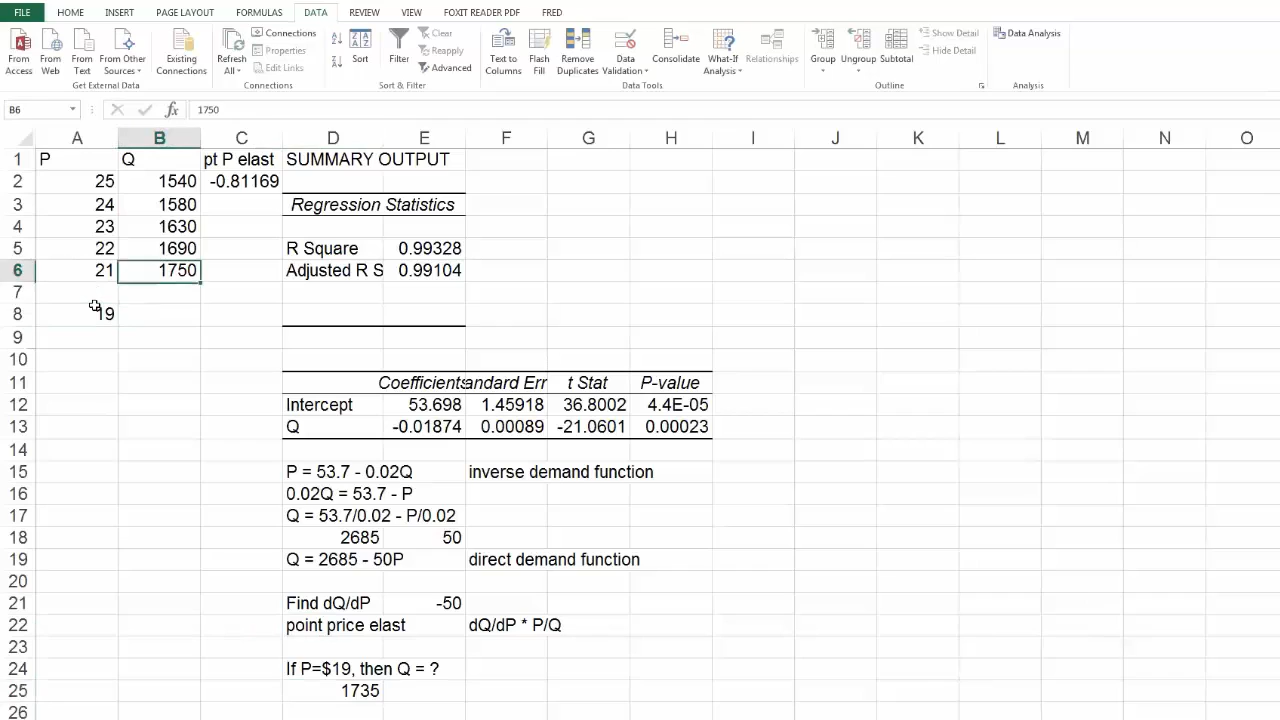 FILE HOME INSERT PAGE LAYOUT FORMULAS DATA REVIEW VIEW FOXIT READER PDF FRED
From Access
From Web
From Text
From Other Sources
Get External Data
Existing Connections
Refresh All
Connections
Properties
Edit Links
Connections
Sort
Filter
Clear
Reapply
Advanced
Sort & Filter
Text to Columns
Flash Fill
Remove Duplicates
Data Validation
Consolidate
What-If Analysis
Relationships
Data Tools
Group
Ungroup
Subtotal
Show Detail
Hide Detail
Outline
Data Analysis
Analysis
B6 fx 1750
A B C D E F G H I J K L M N O
1 P Q pt P elast SUMMARY OUTPUT
2 25 1540 -0.81169
3 24 1580 Regression Statistics
4 23 1630
5 22 1690 R Square 0.99328
6 21 1750 Adjusted R S 0.99104
7
8 19
9
10
11 Coefficients andard Err t Stat P-value
12 Intercept 53.698 1.45918 36.8002 4.4E-05
13 Q -0.01874 0.00089 -21.0601 0.00023
14
15 P = 53.7 - 0.02Q inverse demand function
16 0.02Q = 53.7 - P
17 Q = 53.7/0.02 - P/0.02
18 2685 50
19 Q = 2685 - 50P direct demand function
20
21 Find dQ/dP -50
22 point price elast dQ/dP * P/Q
23
24 If P=$19, then Q = ?
25 1735
26